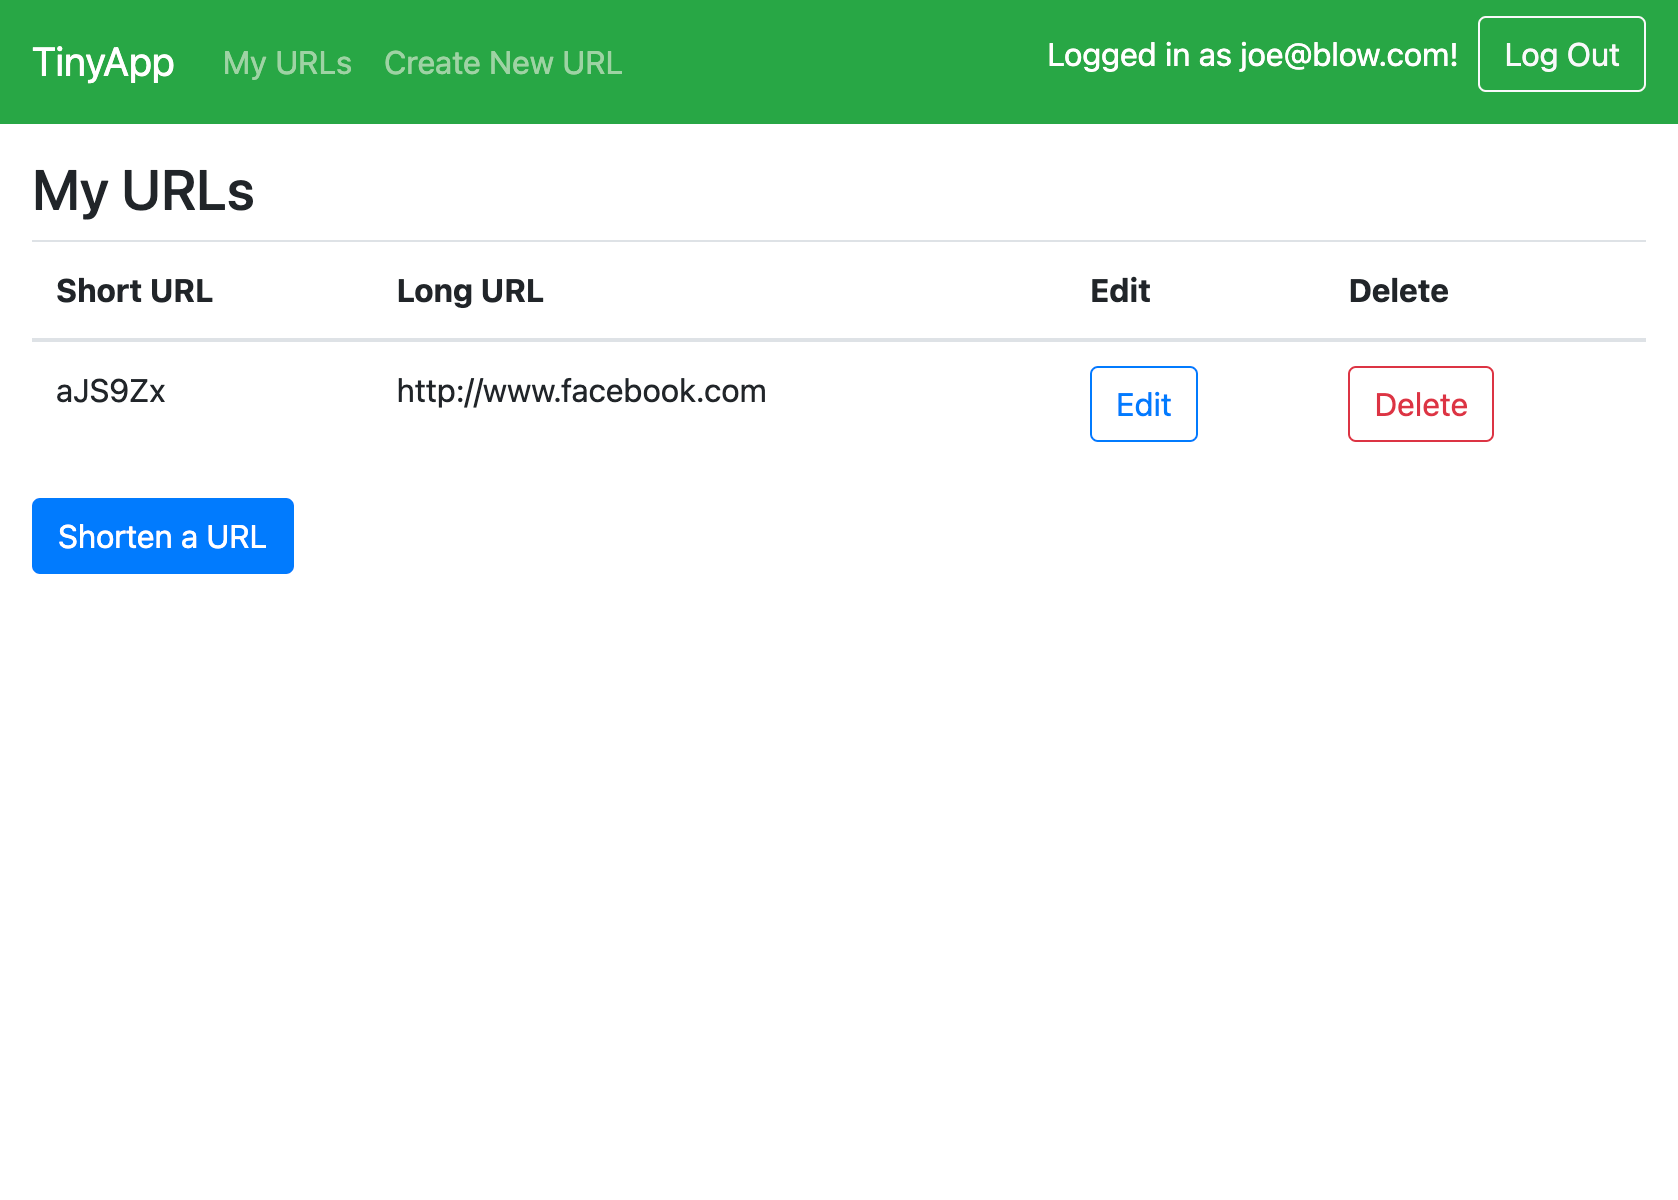 TinyApp My URLs Create New URL Logged in as joe@blow.com! Log Out
My URLs
Short URL Long URL Edit Delete
aJS9Zx http://www.facebook.com Edit Delete
Shorten a URL